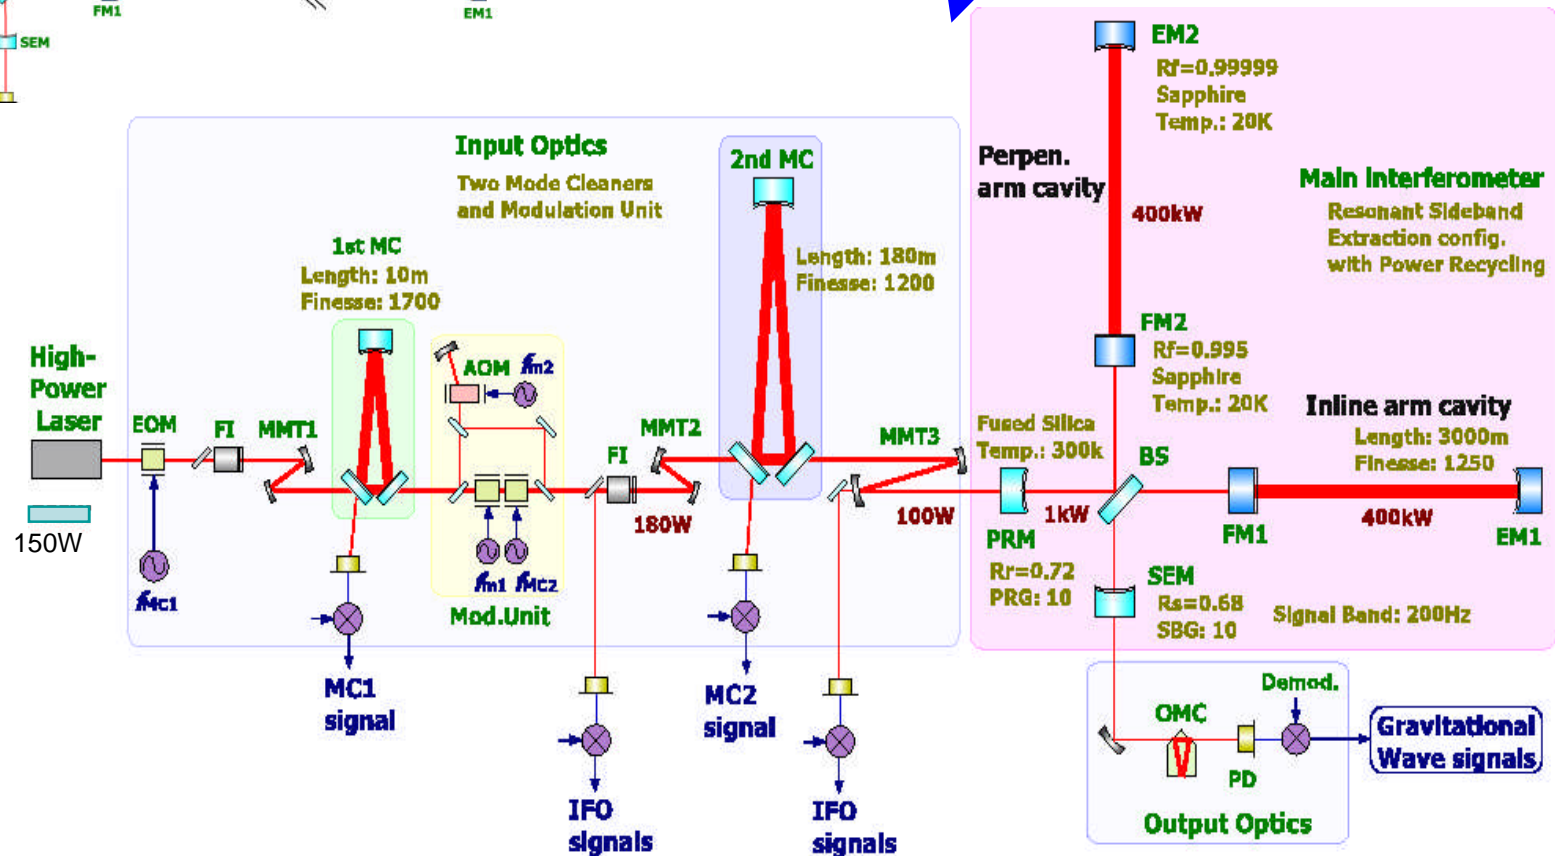 FM1
EM1
SEM
Input Optics
Two Mode Cleaners
and Modulation Unit
1st MC
Length: 10m
Finesse: 1700
2nd MC
Length: 180m
Finesse: 1200
High-
Power
Laser
150W
EOM
FI
MMT1
fMC1
AOM
fm2
fm1
fMC2
Mod.Unit
FI
MMT2
180W
MMT3
100W
MC1
signal
IFO
signals
MC2
signal
IFO
signals
EM2
Rf=0.99999
Sapphire
Temp.: 20K
Perpen.
arm cavity
400kW
Main Interferometer
Resonant Sideband
Extraction config.
with Power Recycling
FM2
Rf=0.995
Sapphire
Temp.: 20K
Fused Silica
Temp.: 300k
Inline arm cavity
Length: 3000m
Finesse: 1250
BS
PRM
Rr=0.72
PRG: 10
1kW
FM1
400kW
EM1
SEM
Rs=0.68
SBG: 10
Signal Band: 200Hz
Demod.
OMC
PD
Gravitational
Wave signals
Output Optics